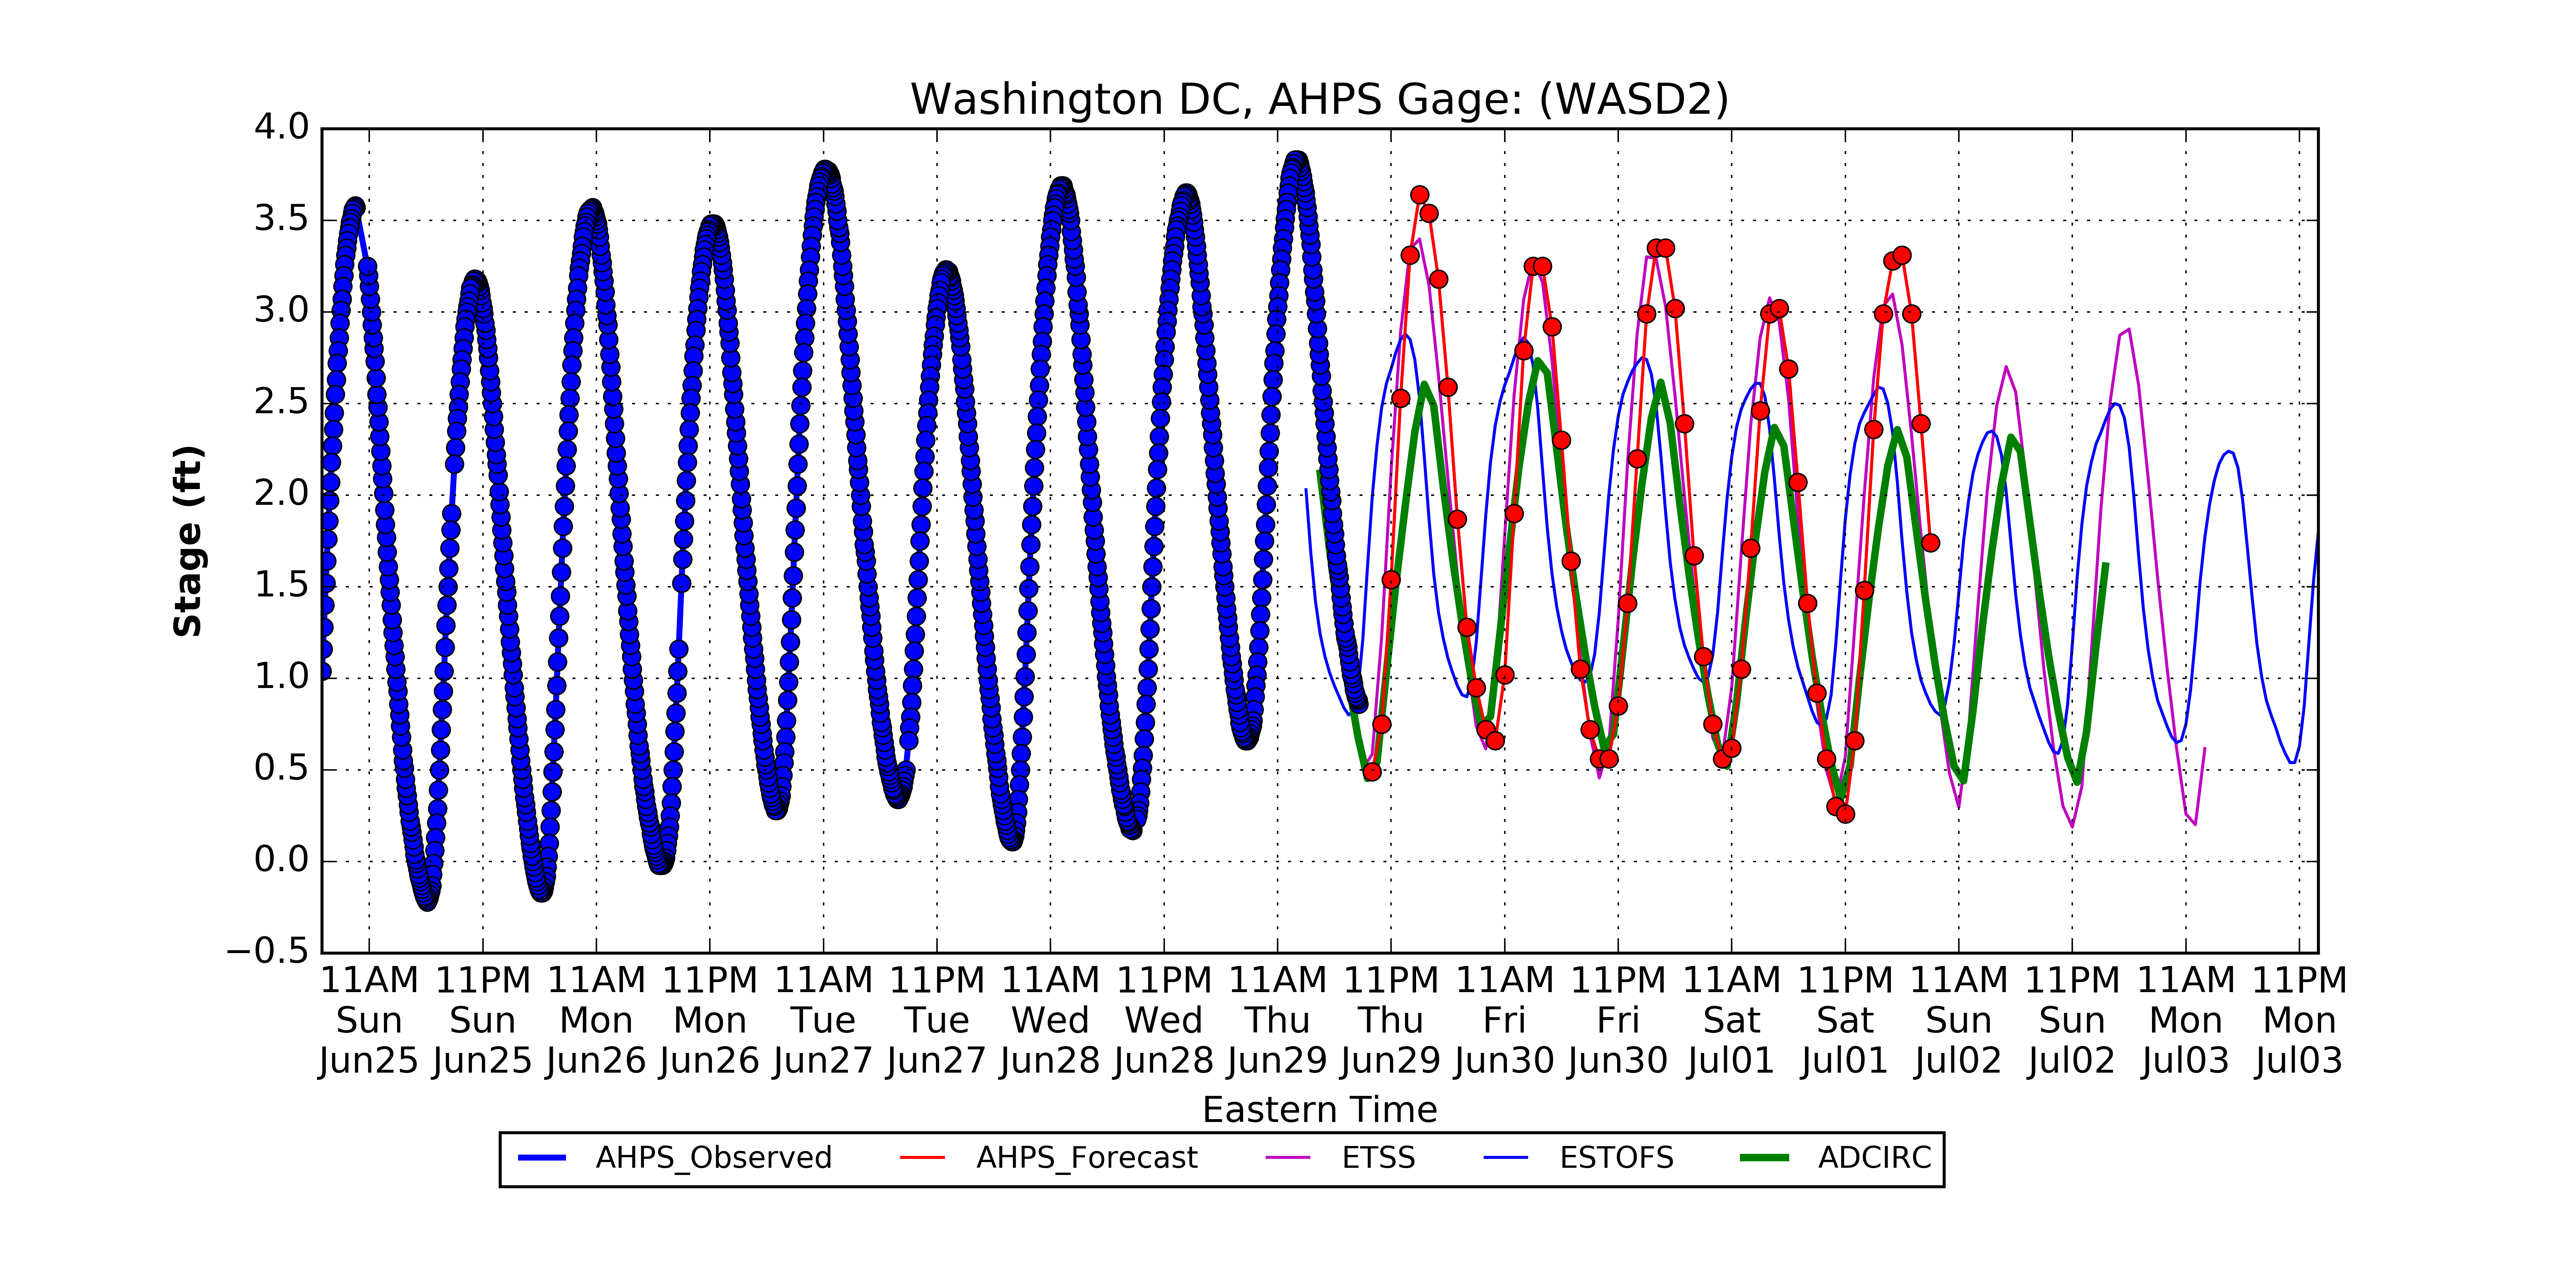 Washington DC, AHPS Gage: (WASD2)
4.0
3.5
3.0
2.5
2.0
1.5
1.0
0.5
0.0
−0.5
Stage (ft)
11AM 11PM 11AM 11PM 11AM 11PM 11AM 11PM 11AM 11PM 11AM 11PM 11AM 11PM 11AM 11PM 11AM 11PM
Sun Sun Mon Mon Tue Tue Wed Wed Thu Thu Fri Fri Sat Sat Sun Sun Mon Mon
Jun25 Jun25 Jun26 Jun26 Jun27 Jun27 Jun28 Jun28 Jun29 Jun29 Jun30 Jun30 Jul01 Jul01 Jul02 Jul02 Jul03 Jul03
Eastern Time
AHPS_Observed AHPS_Forecast ETSS ESTOFS ADCIRC